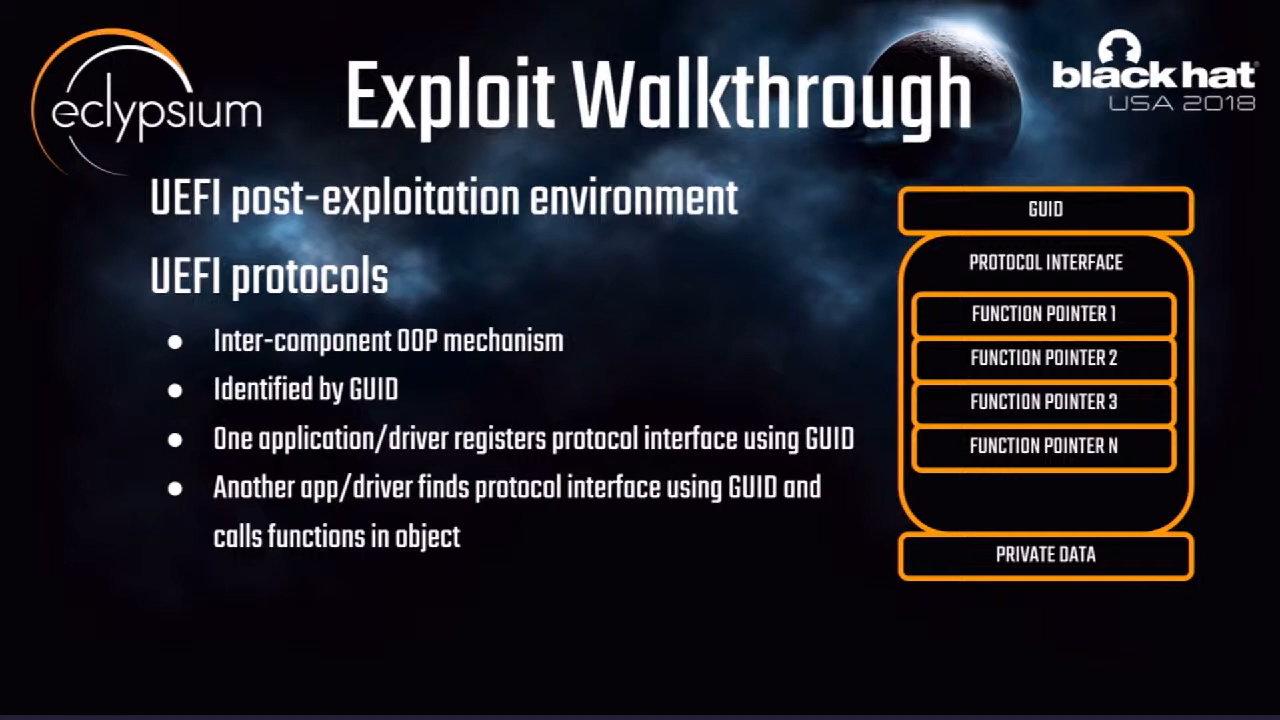 eclypsium
Exploit Walkthrough
black hat
USA 2018
UEFI post-exploitation environment
UEFI protocols
● Inter-component OOP mechanism
● Identified by GUID
● One application/driver registers protocol interface using GUID
● Another app/driver finds protocol interface using GUID and
calls functions in object
GUID
PROTOCOL INTERFACE
FUNCTION POINTER 1
FUNCTION POINTER 2
FUNCTION POINTER 3
FUNCTION POINTER N
PRIVATE DATA